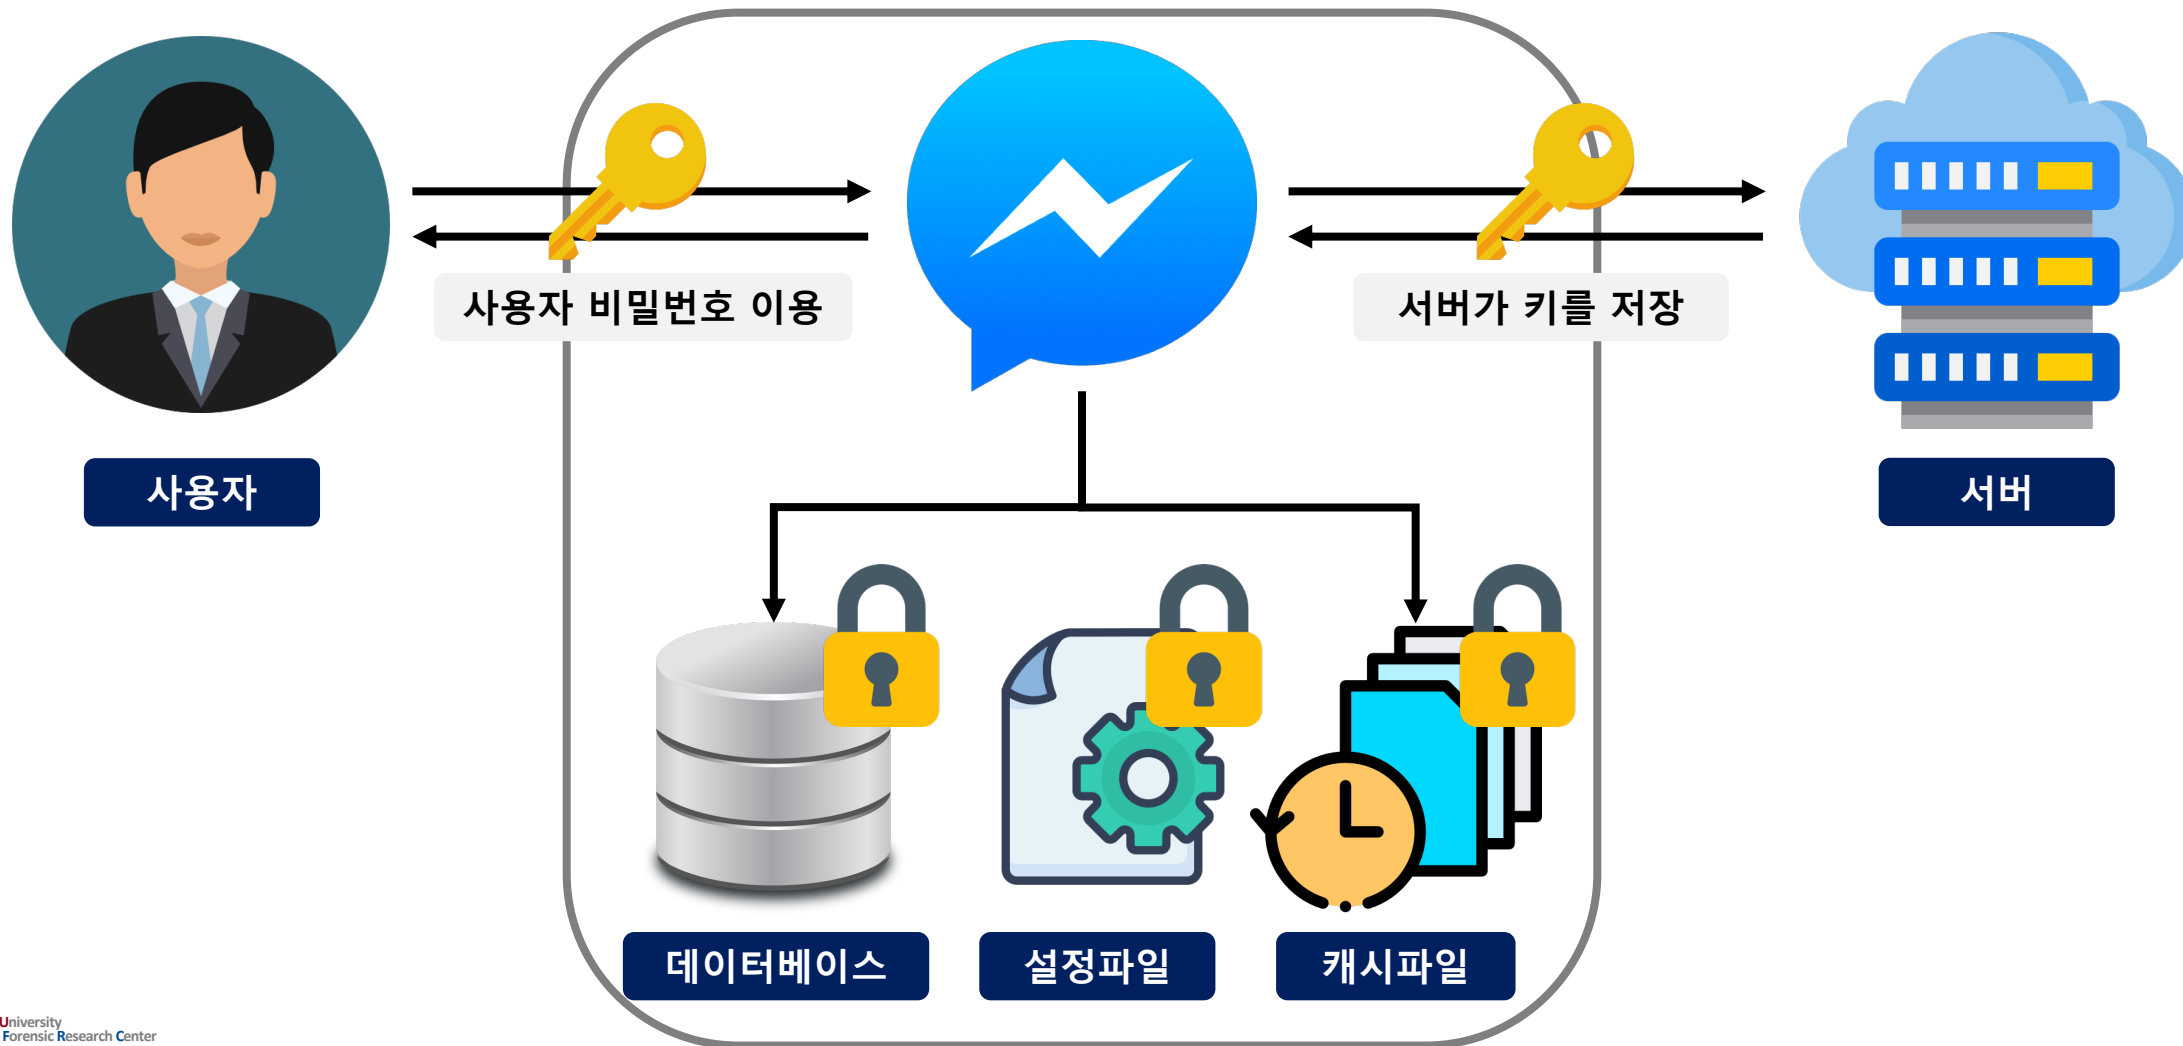 사용자 비밀번호 이용
서버가 키를 저장
사용자
서버
데이터베이스
설정파일
캐시파일
University
Forensic Research Center